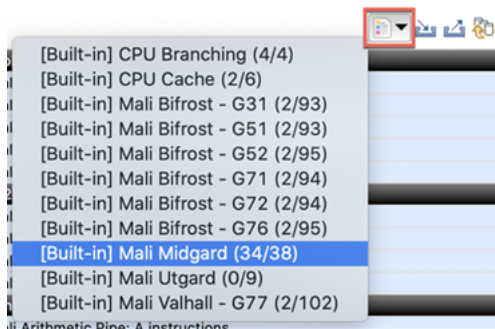 [Built-in] CPU Branching (4/4)
[Built-in] CPU Cache (2/6)
[Built-in] Mali Bifrost - G31 (2/93)
[Built-in] Mali Bifrost - G51 (2/93)
[Built-in] Mali Bifrost - G52 (2/95)
[Built-in] Mali Bifrost - G71 (2/94)
[Built-in] Mali Bifrost - G72 (2/94)
[Built-in] Mali Bifrost - G76 (2/95)
[Built-in] Mali Midgard (34/38)
[Built-in] Mali Utgard (0/9)
[Built-in] Mali Valhall - G77 (2/102)
Arithmetic Pipe: A instructions